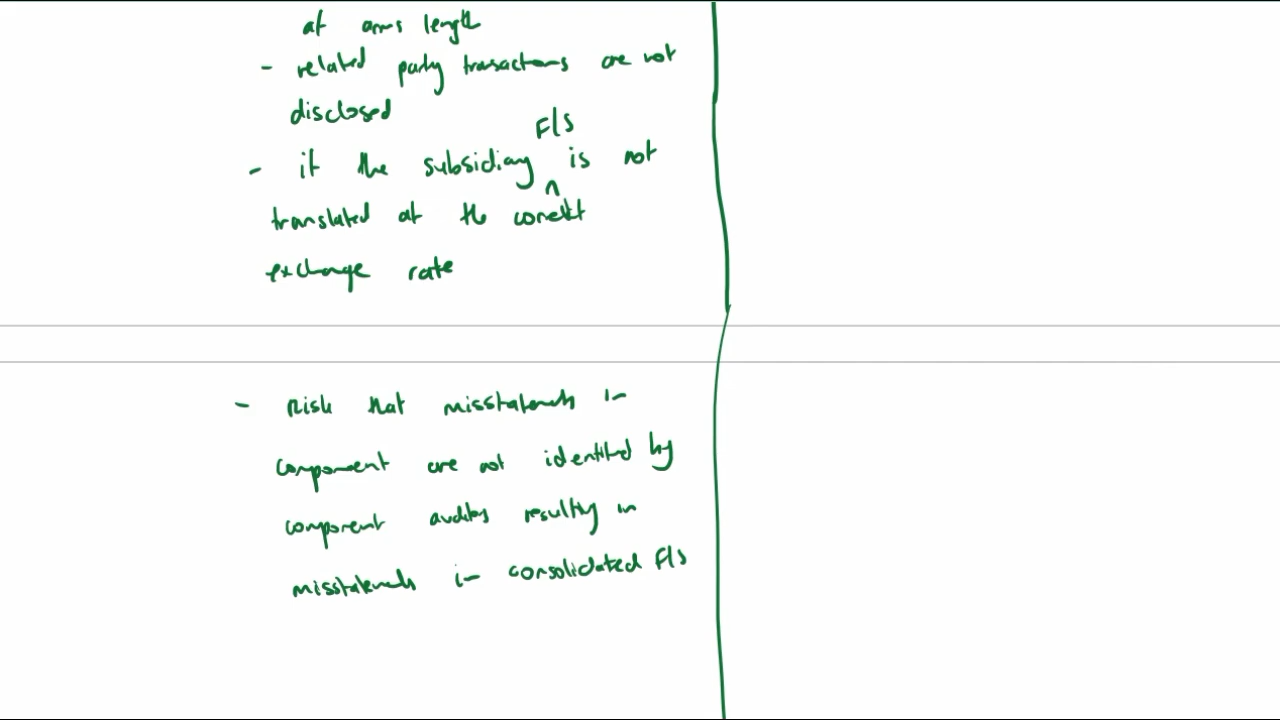 at arms length
- related party transactions are not
disclosed
- if the subsidiary F/S is not
translated at the correct
exchange rate
- Risk that misstatements in
component are not identified by
component auditors resulting in
misstatements in consolidated F/S